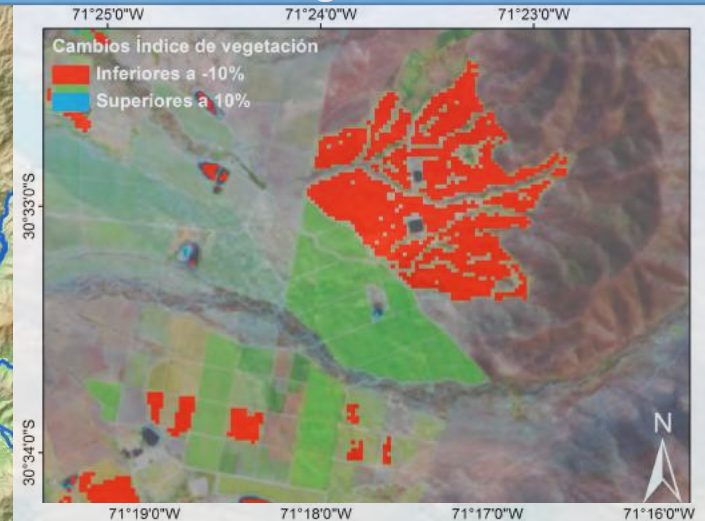 71°25'0"W 71°24'0"W 71°23'0"W
Cambios Índice de vegetación
Inferiores a -10%
Superiores a 10%
30°33'0"S
30°34'0"S
N
71°19'0"W 71°18'0"W 71°17'0"W 71°16'0"W